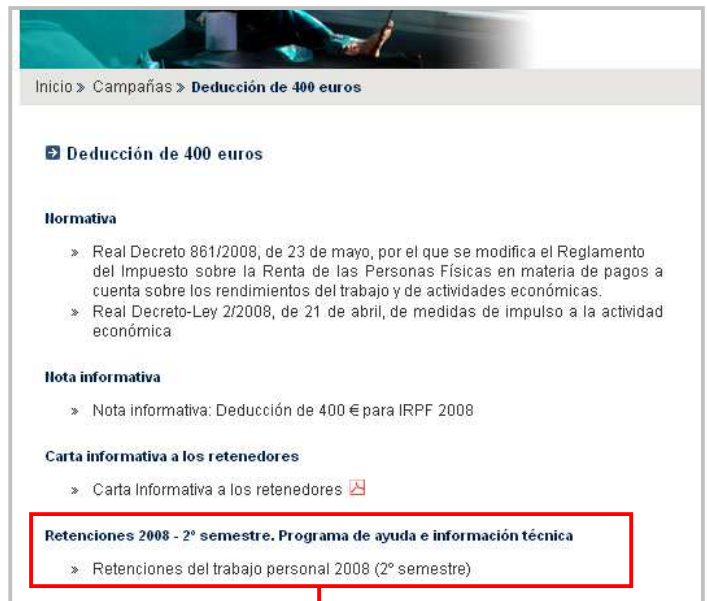 Inicio » Campañas » Deducción de 400 euros
Deducción de 400 euros
Normativa
» Real Decreto 861/2008, de 23 de mayo, por el que se modifica el Reglamento
del Impuesto sobre la Renta de las Personas Físicas en materia de pagos a
cuenta sobre los rendimientos del trabajo y de actividades económicas.
» Real Decreto-Ley 2/2008, de 21 de abril, de medidas de impulso a la actividad
económica
Nota informativa
» Nota informativa: Deducción de 400 € para IRPF 2008
Carta informativa a los retenedores
» Carta Informativa a los retenedores
Retenciones 2008 - 2º semestre. Programa de ayuda e información técnica
» Retenciones del trabajo personal 2008 (2º semestre)